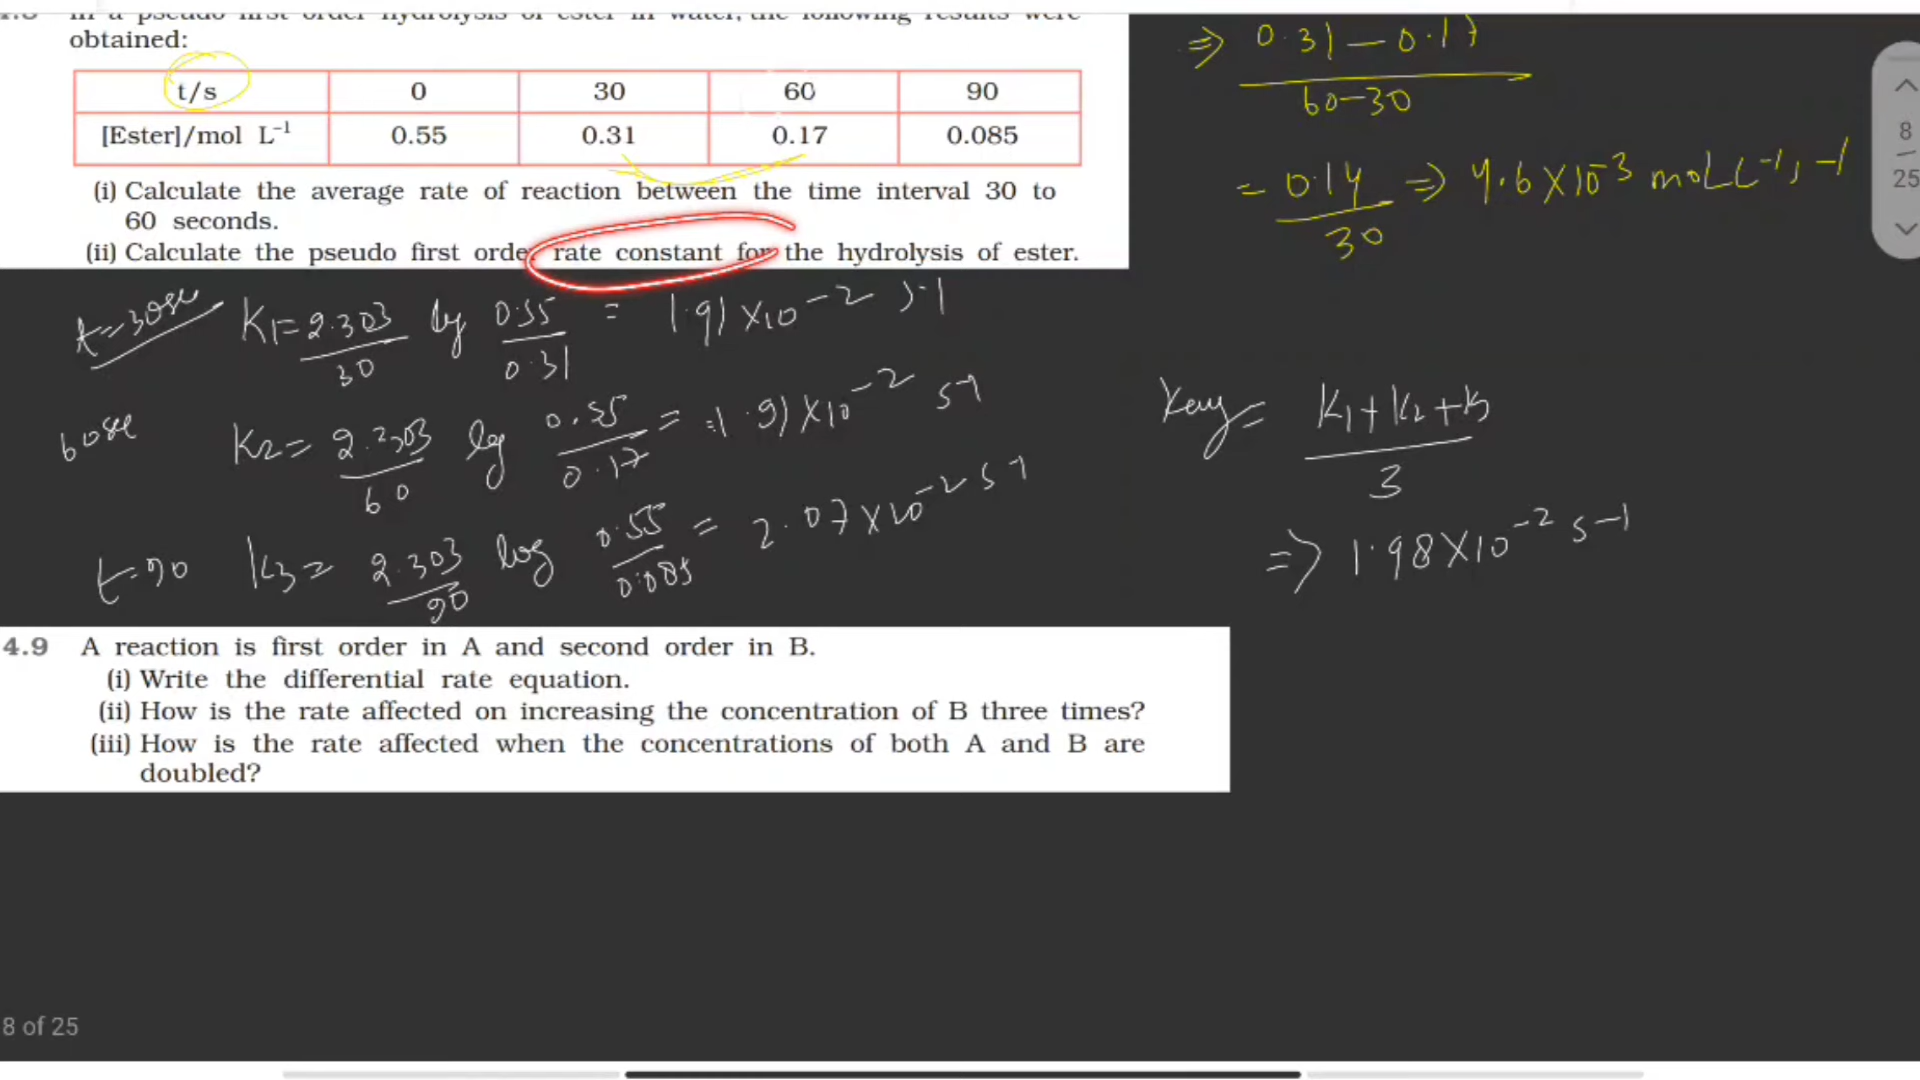 obtained:
t/s 0 30 60 90
[Ester]/mol L⁻¹ 0.55 0.31 0.17 0.085
(i) Calculate the average rate of reaction between the time interval 30 to
60 seconds.
(ii) Calculate the pseudo first order rate constant for the hydrolysis of ester.
⇒ 0.31 – 0.17
60-30
= 0.14 ⇒ 4.6 × 10⁻³ mol L⁻¹ s⁻¹
30
t=30sec K1= 2.303 log 0.55 = 1.91 ×10⁻² s-1
30 0.31
60sec K2= 2.303 log 0.55 = 1.91 ×10⁻² s-1
60 0.17
t=90 K3= 2.303 log 0.55 = 2.07 ×10⁻² s-1
90 0.085
Kavg = K1+K2+K3
3
⇒ 1.98×10⁻² s-1
4.9 A reaction is first order in A and second order in B.
(i) Write the differential rate equation.
(ii) How is the rate affected on increasing the concentration of B three times?
(iii) How is the rate affected when the concentrations of both A and B are
doubled?
8
25
8 of 25